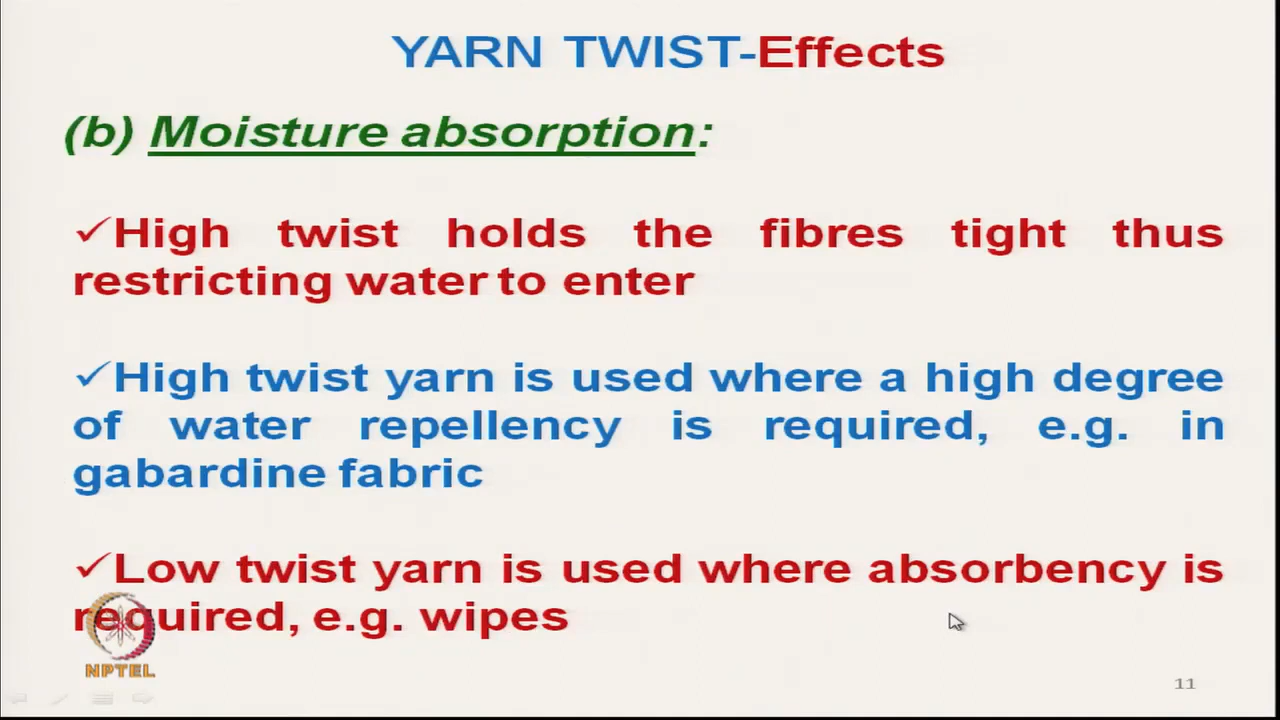 YARN TWIST-Effects
(b) Moisture absorption:
✓High twist holds the fibres tight thus
restricting water to enter
✓High twist yarn is used where a high degree
of water repellency is required, e.g. in
gabardine fabric
✓Low twist yarn is used where absorbency is
required, e.g. wipes
NPTEL
11